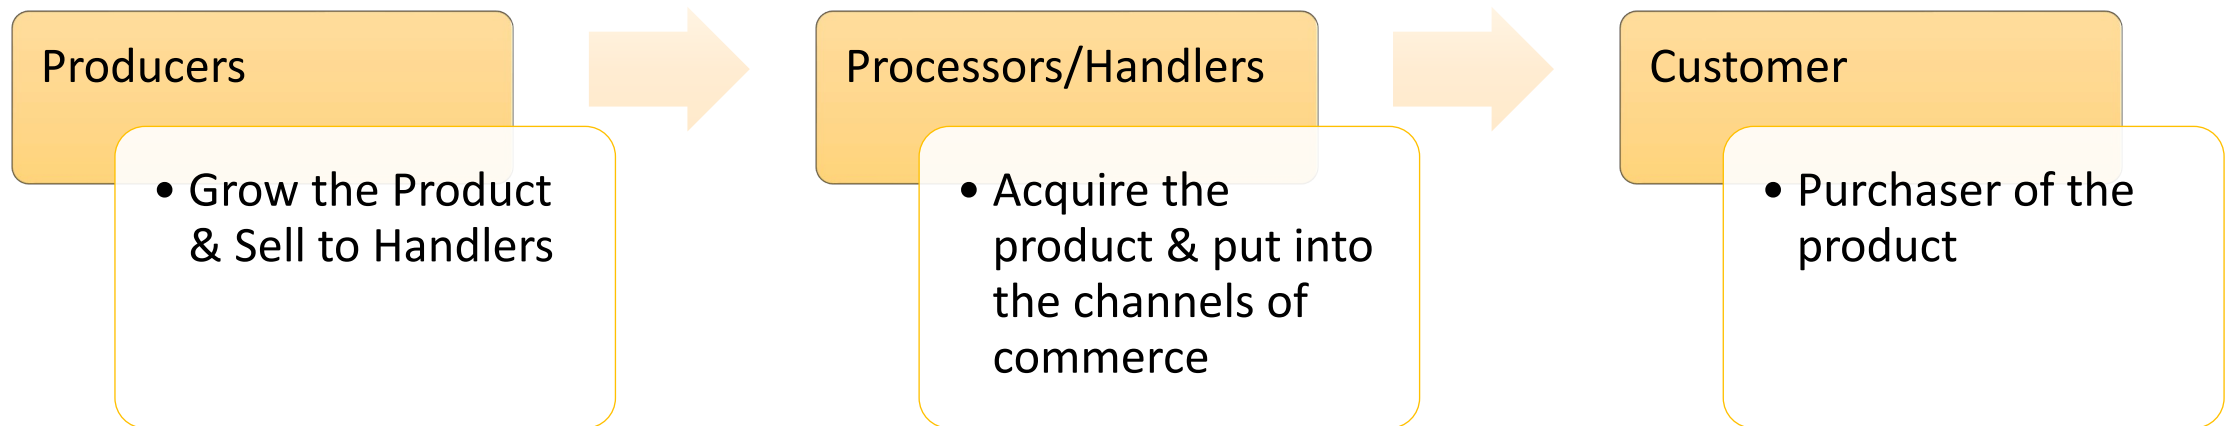 Producers
• Grow the Product
& Sell to Handlers
Processors/Handlers
• Acquire the
product & put into
the channels of
commerce
Customer
• Purchaser of the
product